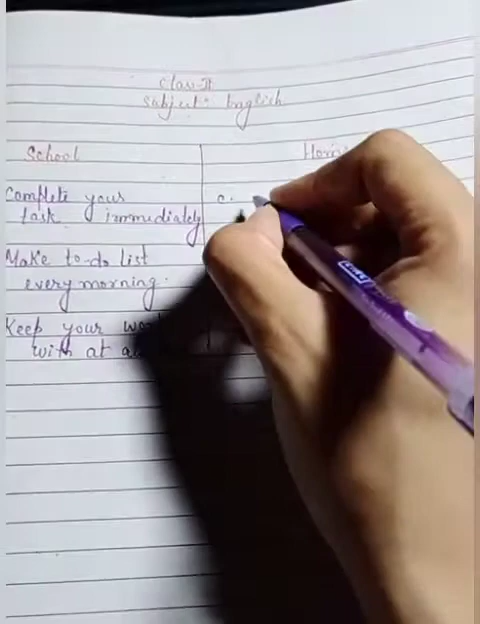 Class-II
Subject: English
School
Complete your
task immediately
Make to-do list
every morning.
Keep your
with at
c.